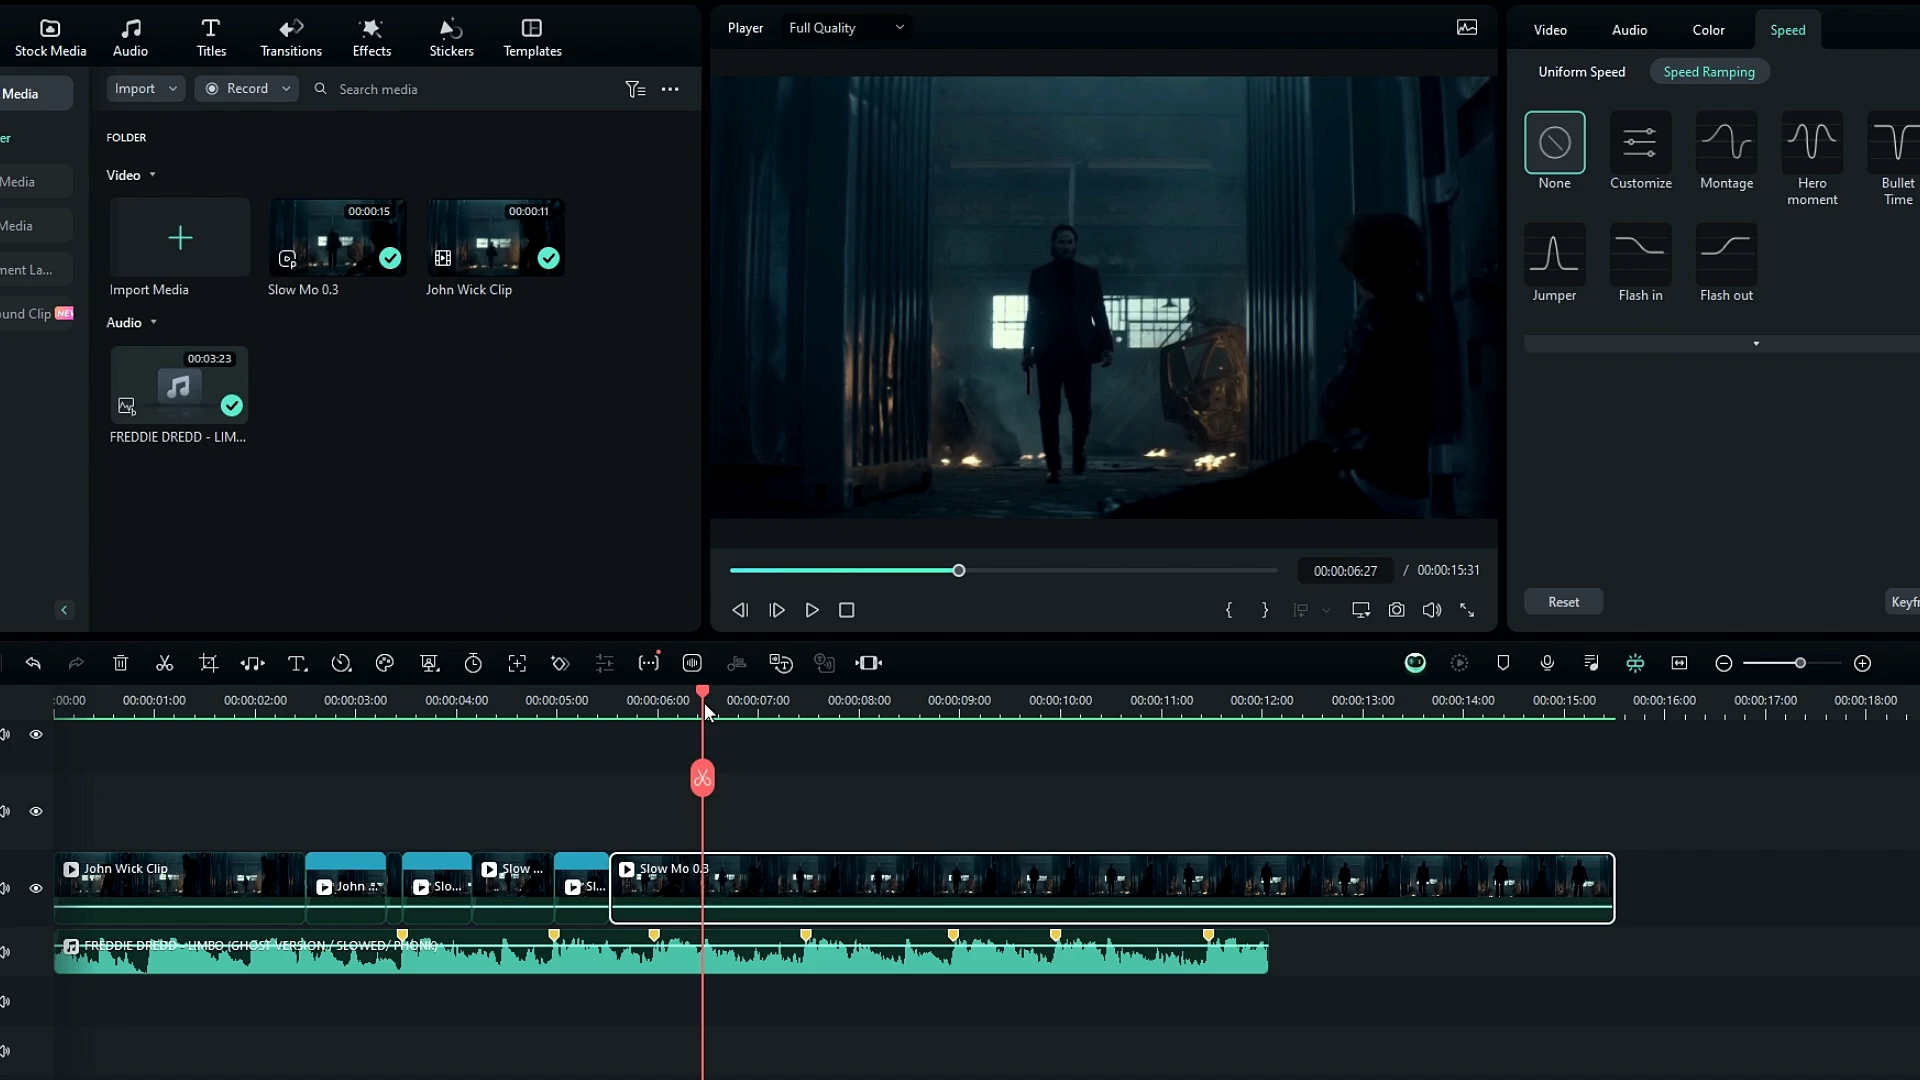 Stock Media
Audio
Titles
Transitions
Effects
Stickers
Templates
Media
er
Media
Media
ment La...
ound Clip
Import
Record
Search media
FOLDER
Video
Import Media
00:00:15
Slow Mo 0.3
00:00:11
John Wick Clip
Audio
00:03:23
FREDDIE DREDD - LIM...
Player
Full Quality
00:00:06:27 / 00:00:15:31
Video
Audio
Color
Speed
Uniform Speed
Speed Ramping
None
Customize
Montage
Hero
moment
Bullet
Time
Jumper
Flash in
Flash out
Reset
Keyfr
:00:00 00:00:01:00 00:00:02:00 00:00:03:00 00:00:04:00 00:00:05:00 00:00:06:00 00:00:07:00 00:00:08:00 00:00:09:00 00:00:10:00 00:00:11:00 00:00:12:00 00:00:13:00 00:00:14:00 00:00:15:00 00:00:16:00 00:00:17:00 00:00:18:00
John Wick Clip
John ...
Slo...
Slow ...
Sl...
Slow Mo 0.3
FREDDIE DREDD - LIMBO (GHOST VERSION / SLOWED/ PHONK)